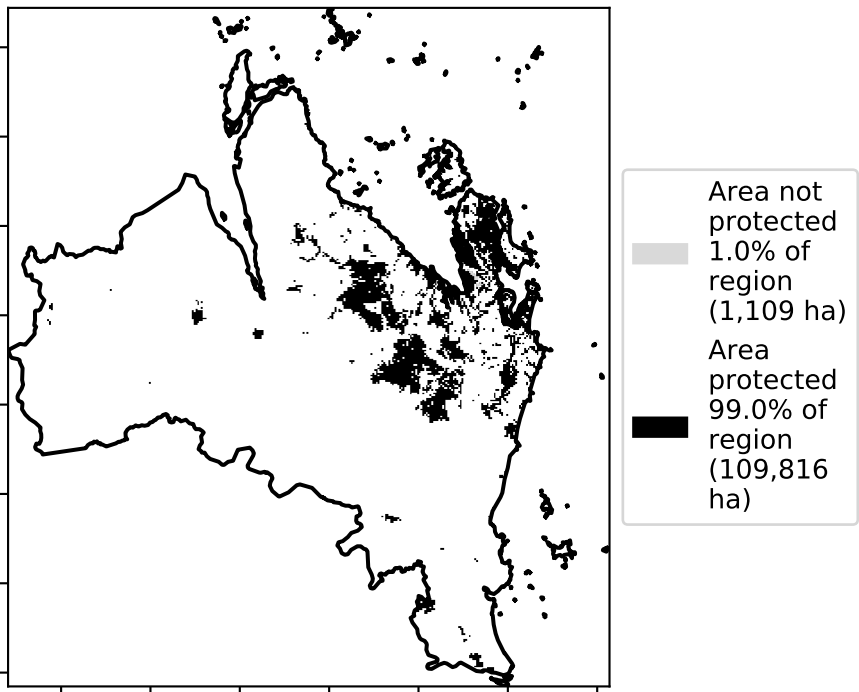 Area not
protected
1.0% of
region
(1,109 ha)
Area
protected
99.0% of
region
(109,816
ha)